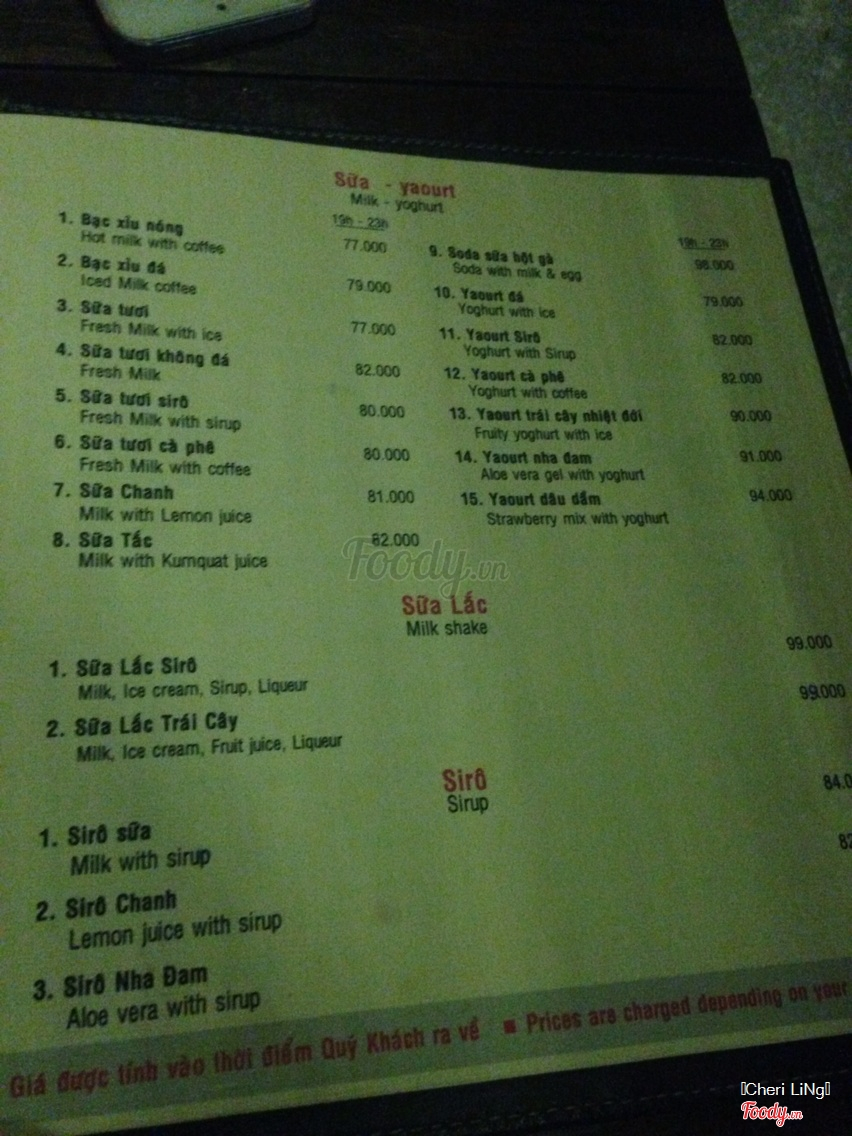 Sữa - yaourt
Milk - yoghurt
19h - 23h
1. Bạc xỉu nóng 77.000
Hot milk with coffee
2. Bạc xỉu đá 79.000
Iced Milk coffee
3. Sữa tươi 77.000
Fresh Milk with ice
4. Sữa tươi không đá 82.000
Fresh Milk
5. Sữa tươi sirô 80.000
Fresh Milk with sirup
6. Sữa tươi cà phê 80.000
Fresh Milk with coffee
7. Sữa Chanh 81.000
Milk with Lemon juice
8. Sữa Tắc 82.000
Milk with Kumquat juice
19h - 23h
9. Soda sữa hột gà 98.000
Soda with milk & egg
10. Yaourt đá 79.000
Yoghurt with ice
11. Yaourt Sirô 82.000
Yoghurt with Sirup
12. Yaourt cà phê 82.000
Yoghurt with coffee
13. Yaourt trái cây nhiệt đới 90.000
Fruity yoghurt with ice
14. Yaourt nha đam 91.000
Aloe vera gel with yoghurt
15. Yaourt dâu dầm 94.000
Strawberry mix with yoghurt
Foody.vn
Sữa Lắc
Milk shake
1. Sữa Lắc Sirô 99.000
Milk, Ice cream, Sirup, Liqueur
2. Sữa Lắc Trái Cây 99.000
Milk, Ice cream, Fruit juice, Liqueur
Sirô
Sirup
1. Sirô sữa 84.0
Milk with sirup
2. Sirô Chanh 82
Lemon juice with sirup
3. Sirô Nha Đam
Aloe vera with sirup
Giá được tính vào thời điểm Quý Khách ra về ■ Prices are charged depending on your
Cheri LiNg
Foody.vn